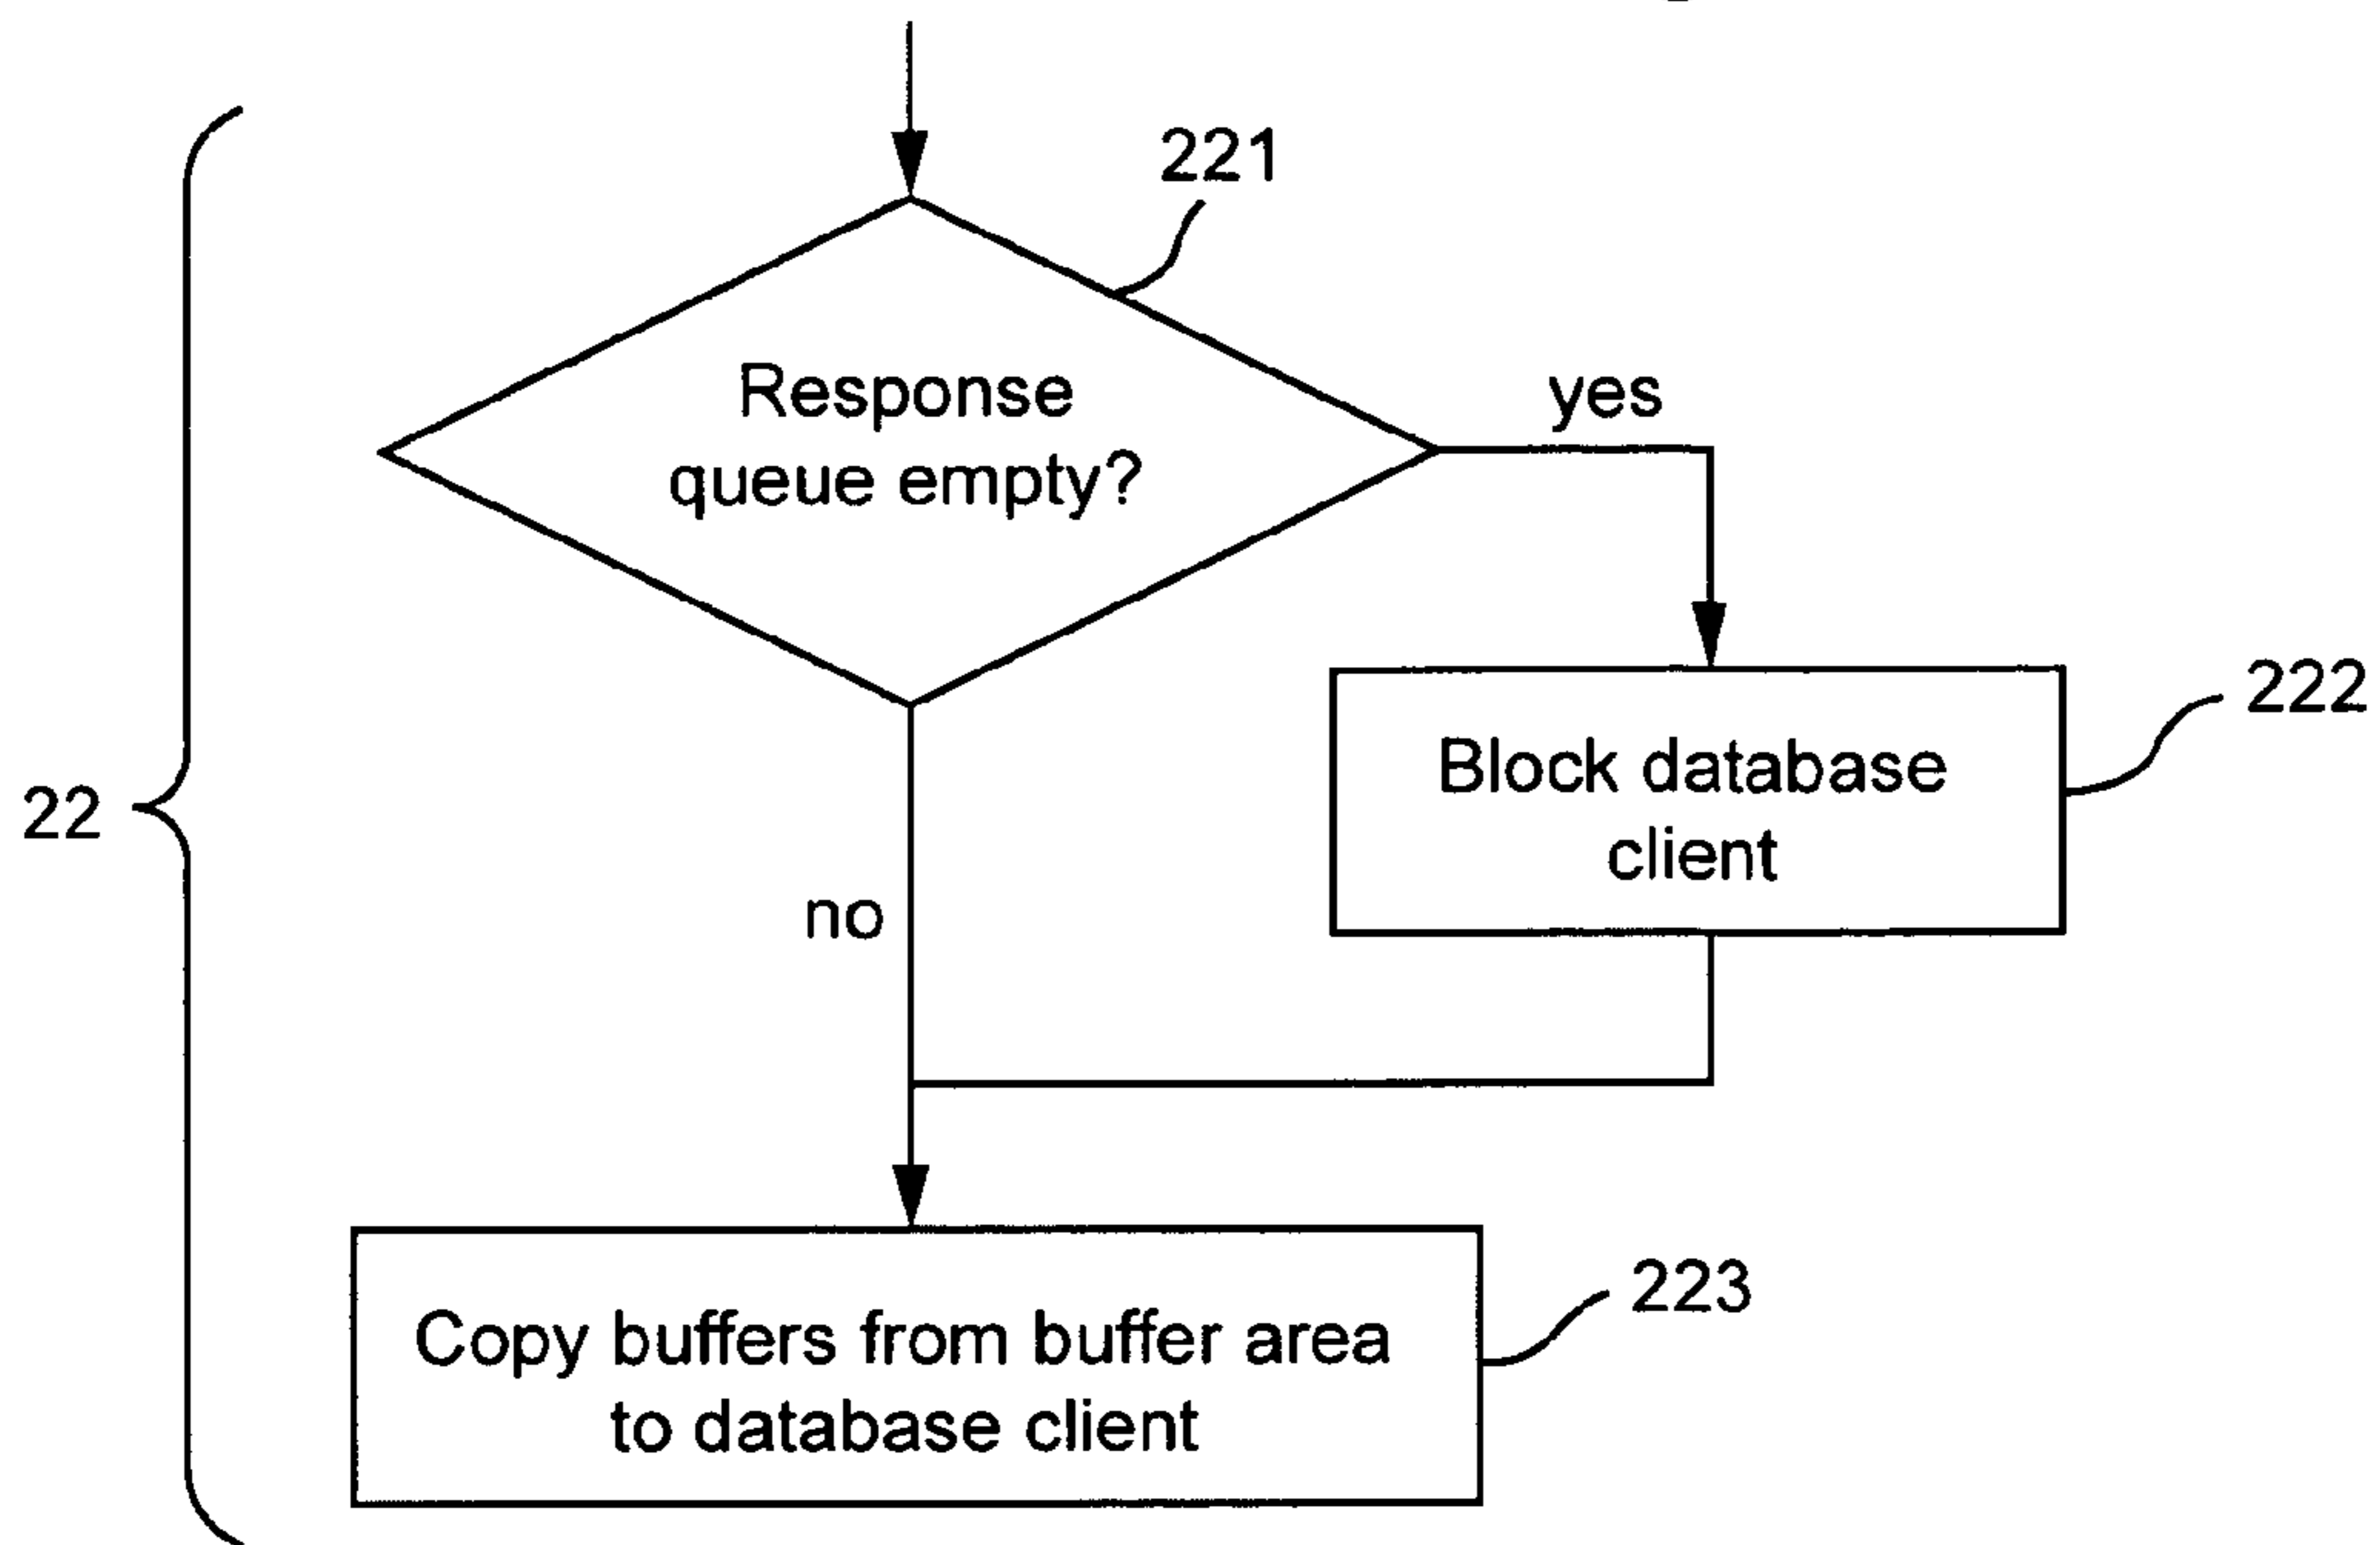 221
Response
queue empty?
yes
222
Block database
client
22
no
223
Copy buffers from buffer area
to database client